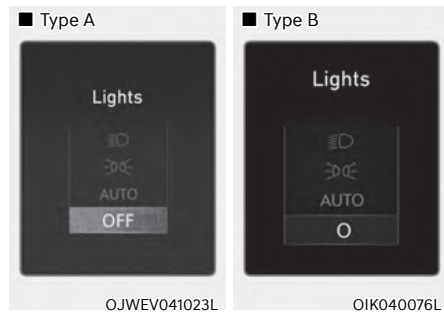 ■ Type A
Lights
AUTO
OFF
OJWEV041023L
■ Type B
Lights
AUTO
O
OIK040076L